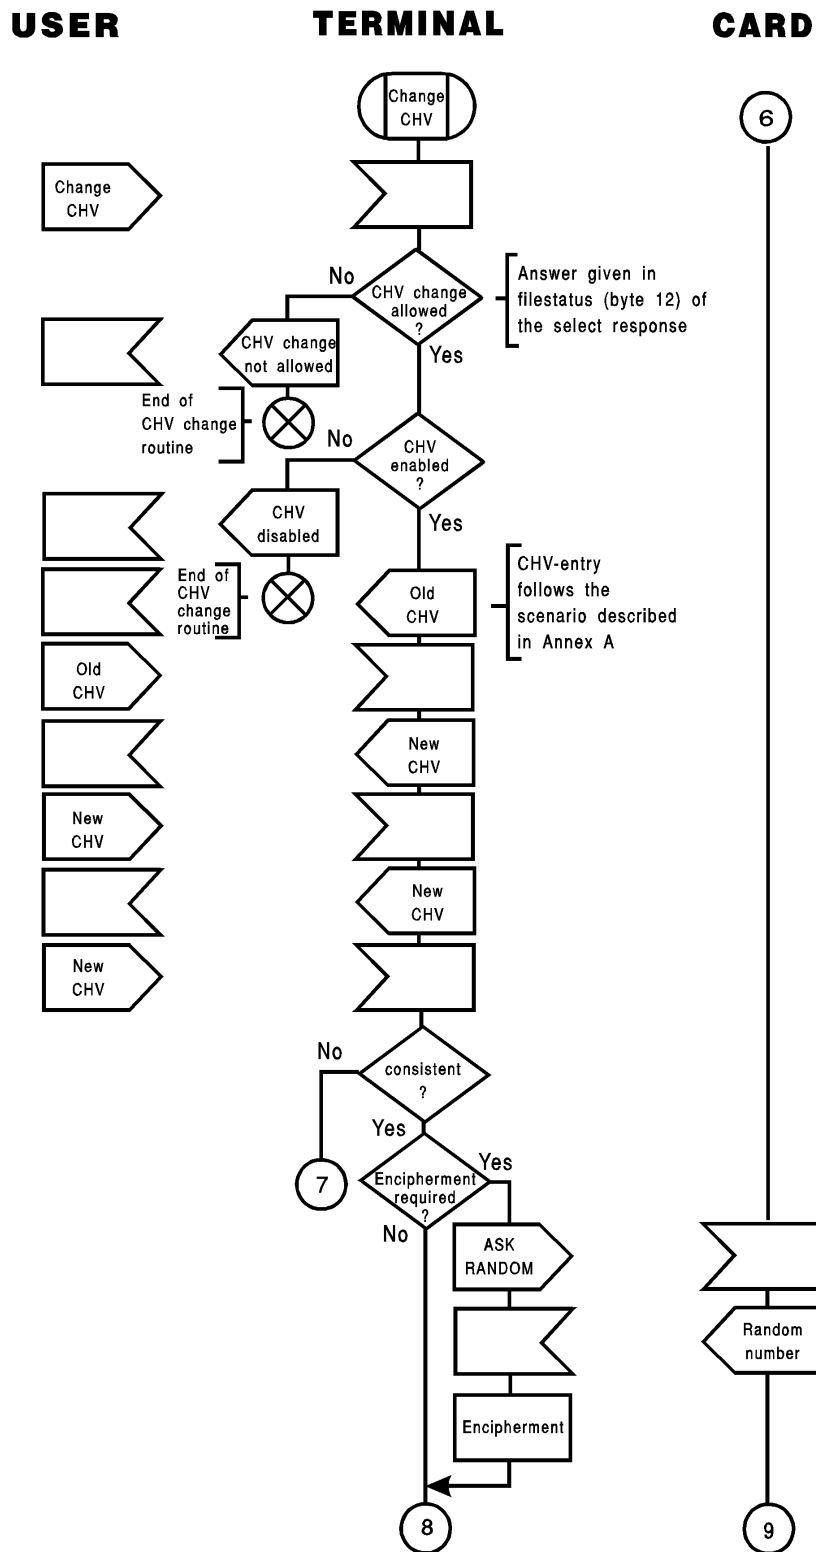 USER
TERMINAL
CARD
Change
CHV
6
Change
CHV
No
CHV change
allowed
?
Answer given in
filestatus (byte 12) of
the select response
CHV change
not allowed
Yes
End of
CHV change
routine
No
CHV
enabled
?
CHV
disabled
Yes
End of
CHV
change
routine
Old
CHV
CHV-entry
follows the
scenario described
in Annex A
Old
CHV
New
CHV
New
CHV
New
CHV
New
CHV
No
consistent
?
Yes
7
Encipherment
required
?
Yes
No
ASK
RANDOM
Random
number
Encipherment
8
9